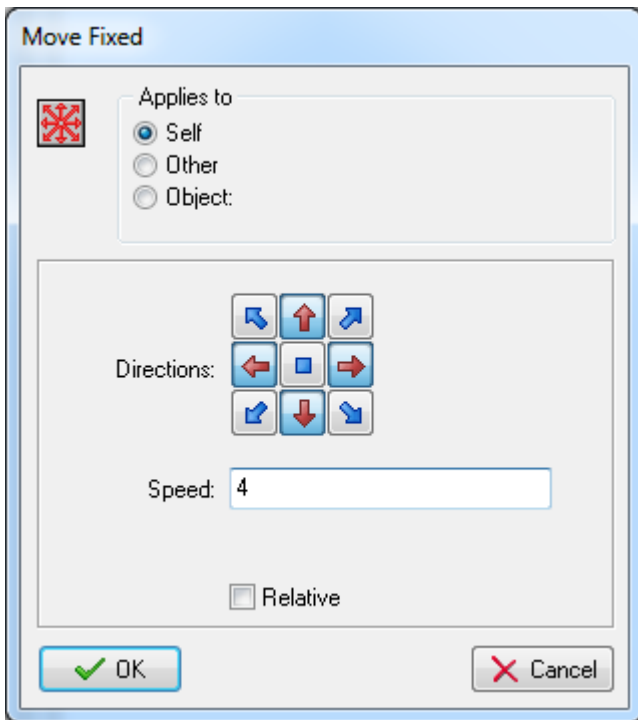 Move Fixed
Applies to
Self
Other
Object:
Directions:
Speed: 4
Relative
OK
Cancel